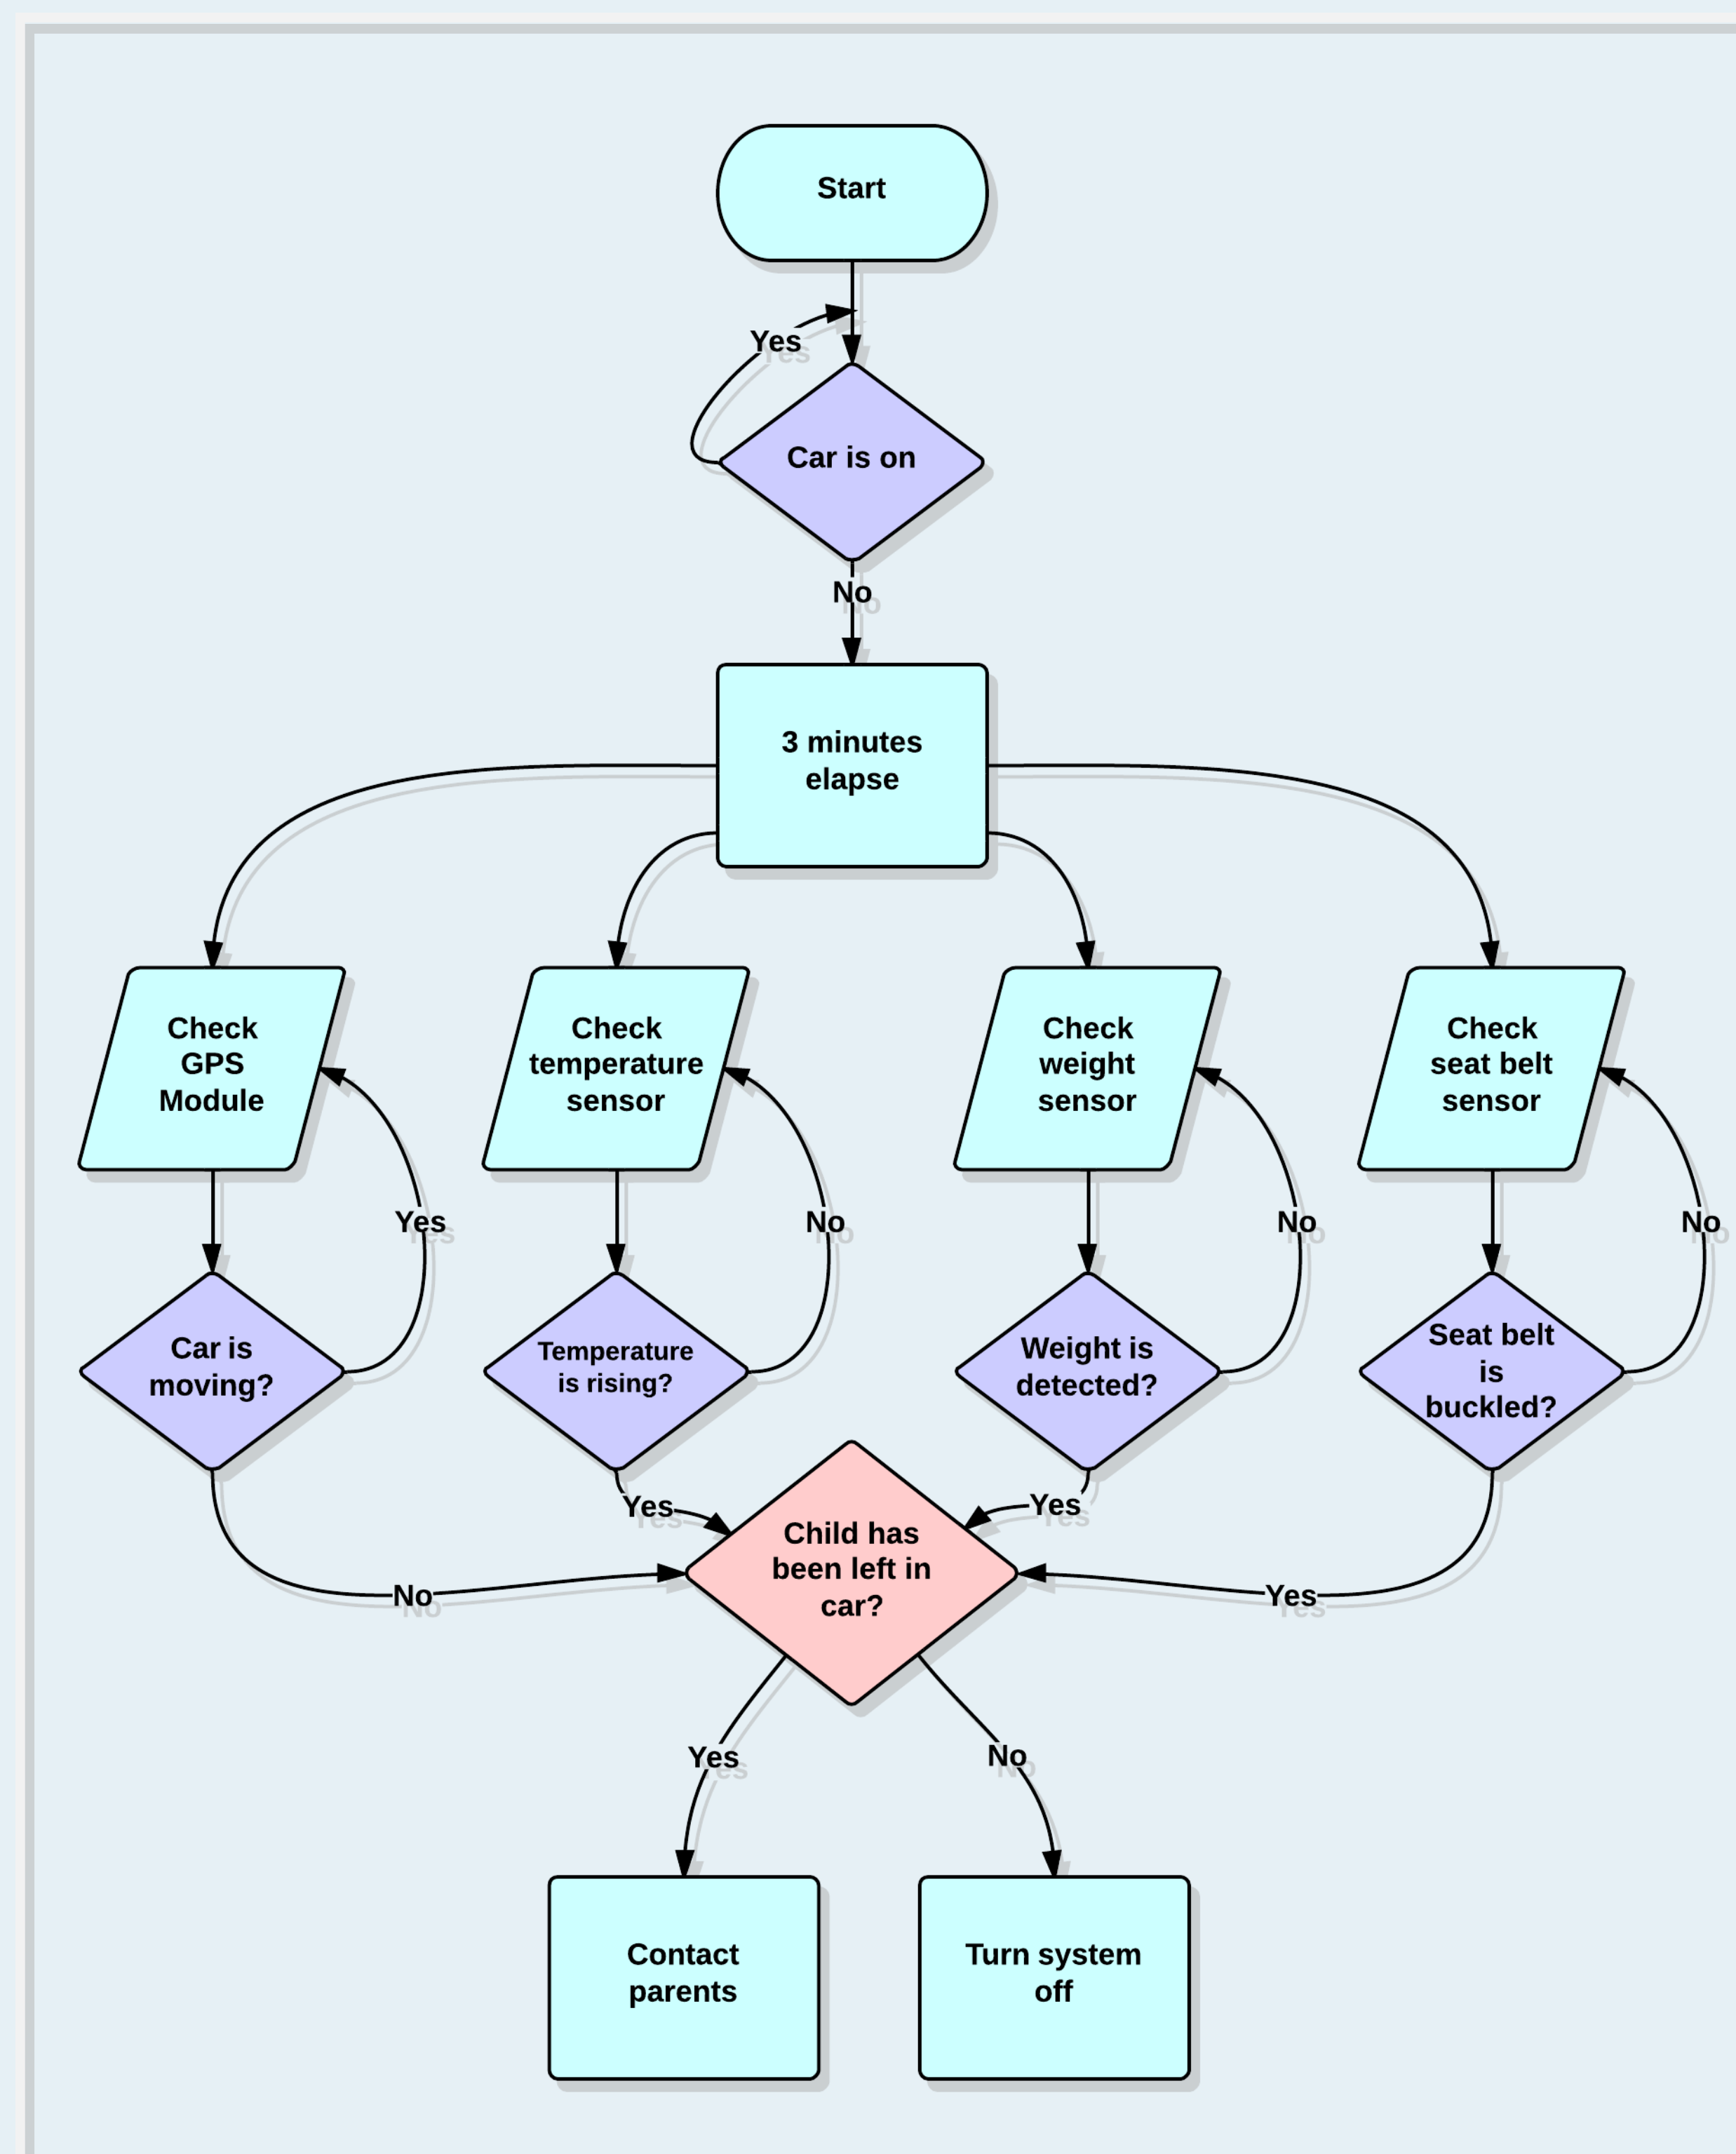 Start
Yes
Car is on
No
3 minutes
elapse
Check
GPS
Module
Check
temperature
sensor
Check
weight
sensor
Check
seat belt
sensor
Yes
No
No
No
Car is
moving?
Temperature
is rising?
Weight is
detected?
Seat belt
is
buckled?
Yes
Yes
Child has
been left in
car?
No
Yes
Yes
No
Contact
parents
Turn system
off